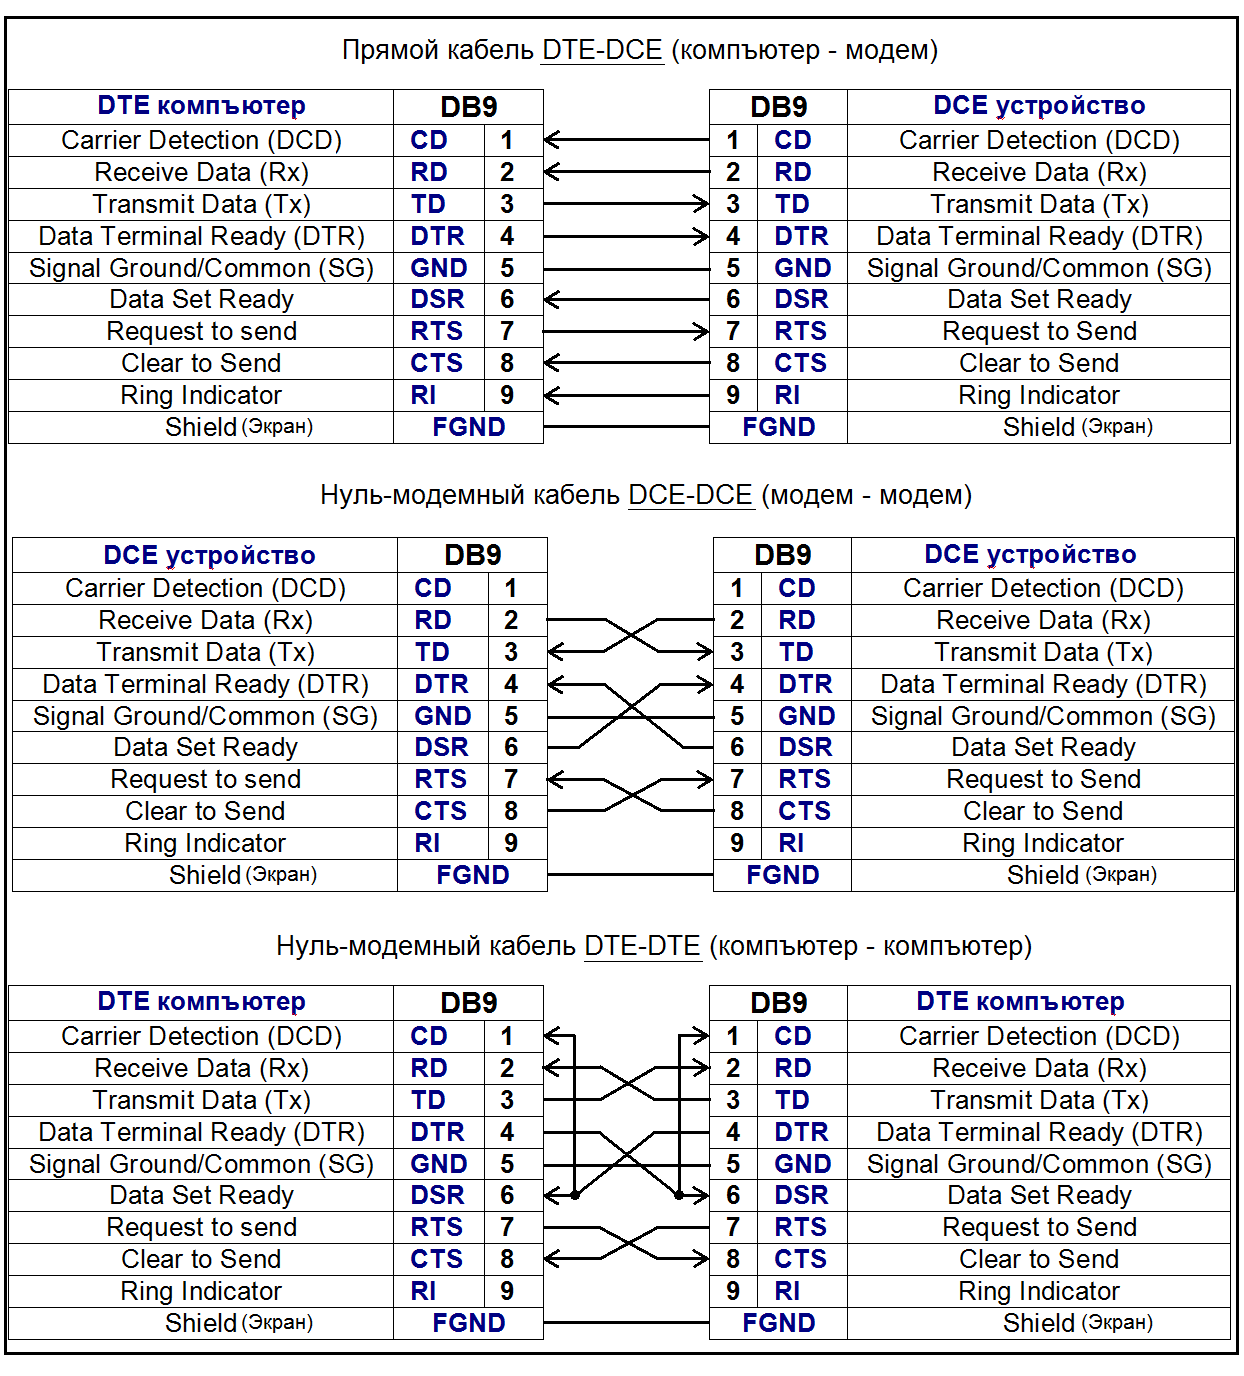 Прямой кабель DTE-DCE (компъютер - модем)
DTE компъютер DB9 DB9 DCE устройство
Carrier Detection (DCD) CD 1 1 CD Carrier Detection (DCD)
Receive Data (Rx) RD 2 2 RD Receive Data (Rx)
Transmit Data (Tx) TD 3 3 TD Transmit Data (Tx)
Data Terminal Ready (DTR) DTR 4 4 DTR Data Terminal Ready (DTR)
Signal Ground/Common (SG) GND 5 5 GND Signal Ground/Common (SG)
Data Set Ready DSR 6 6 DSR Data Set Ready
Request to send RTS 7 7 RTS Request to Send
Clear to Send CTS 8 8 CTS Clear to Send
Ring Indicator RI 9 9 RI Ring Indicator
Shield (Экран) FGND FGND Shield (Экран)
Нуль-модемный кабель DCE-DCE (модем - модем)
DCE устройство DB9 DB9 DCE устройство
Carrier Detection (DCD) CD 1 1 CD Carrier Detection (DCD)
Receive Data (Rx) RD 2 2 RD Receive Data (Rx)
Transmit Data (Tx) TD 3 3 TD Transmit Data (Tx)
Data Terminal Ready (DTR) DTR 4 4 DTR Data Terminal Ready (DTR)
Signal Ground/Common (SG) GND 5 5 GND Signal Ground/Common (SG)
Data Set Ready DSR 6 6 DSR Data Set Ready
Request to send RTS 7 7 RTS Request to Send
Clear to Send CTS 8 8 CTS Clear to Send
Ring Indicator RI 9 9 RI Ring Indicator
Shield (Экран) FGND FGND Shield (Экран)
Нуль-модемный кабель DTE-DTE (компъютер - компъютер)
DTE компъютер DB9 DB9 DTE компъютер
Carrier Detection (DCD) CD 1 1 CD Carrier Detection (DCD)
Receive Data (Rx) RD 2 2 RD Receive Data (Rx)
Transmit Data (Tx) TD 3 3 TD Transmit Data (Tx)
Data Terminal Ready (DTR) DTR 4 4 DTR Data Terminal Ready (DTR)
Signal Ground/Common (SG) GND 5 5 GND Signal Ground/Common (SG)
Data Set Ready DSR 6 6 DSR Data Set Ready
Request to send RTS 7 7 RTS Request to Send
Clear to Send CTS 8 8 CTS Clear to Send
Ring Indicator RI 9 9 RI Ring Indicator
Shield (Экран) FGND FGND Shield (Экран)